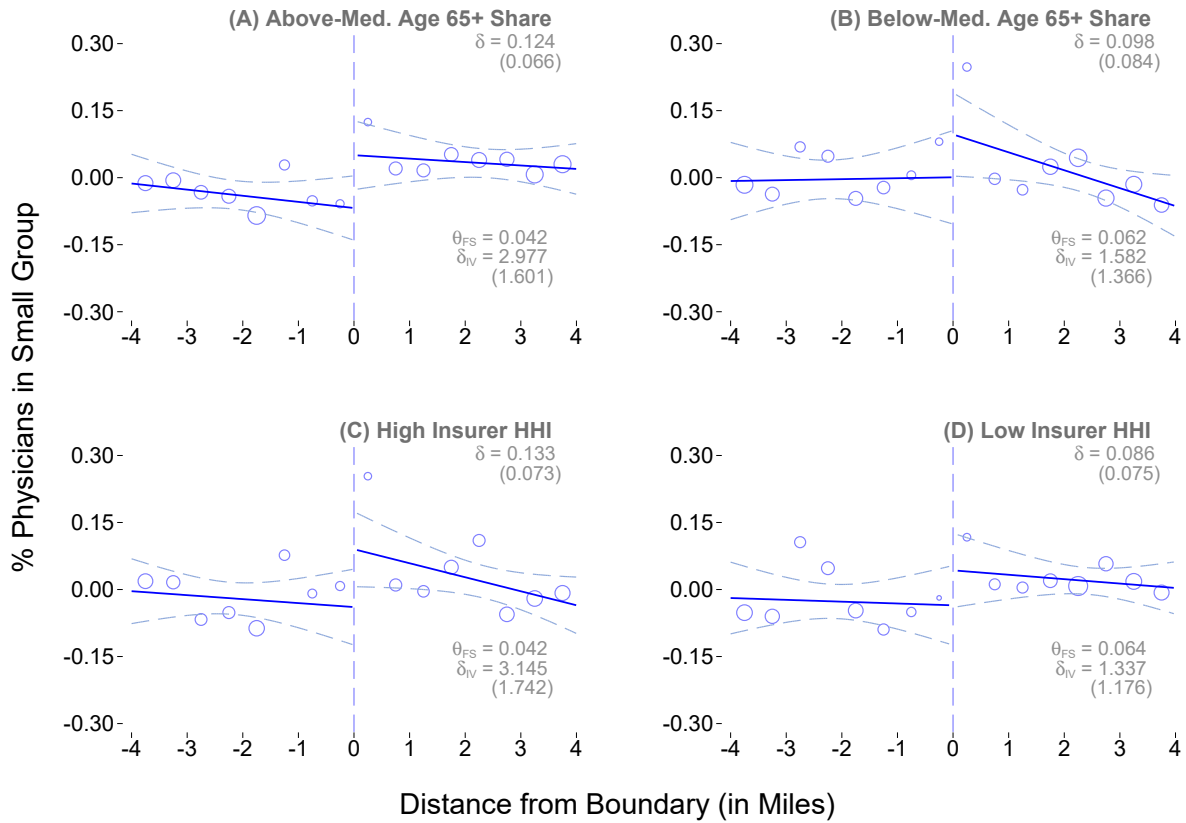 (A) Above-Med. Age 65+ Share
δ = 0.124
(0.066)
0.30
0.15
0.00
-0.15
-0.30
θFS = 0.042
δIV = 2.977
(1.601)
-4 -3 -2 -1 0 1 2 3 4
(B) Below-Med. Age 65+ Share
δ = 0.098
(0.084)
0.30
0.15
0.00
-0.15
-0.30
θFS = 0.062
δIV = 1.582
(1.366)
-4 -3 -2 -1 0 1 2 3 4
% Physicians in Small Group
(C) High Insurer HHI
δ = 0.133
(0.073)
0.30
0.15
0.00
-0.15
-0.30
θFS = 0.042
δIV = 3.145
(1.742)
-4 -3 -2 -1 0 1 2 3 4
(D) Low Insurer HHI
δ = 0.086
(0.075)
0.30
0.15
0.00
-0.15
-0.30
θFS = 0.064
δIV = 1.337
(1.176)
-4 -3 -2 -1 0 1 2 3 4
Distance from Boundary (in Miles)